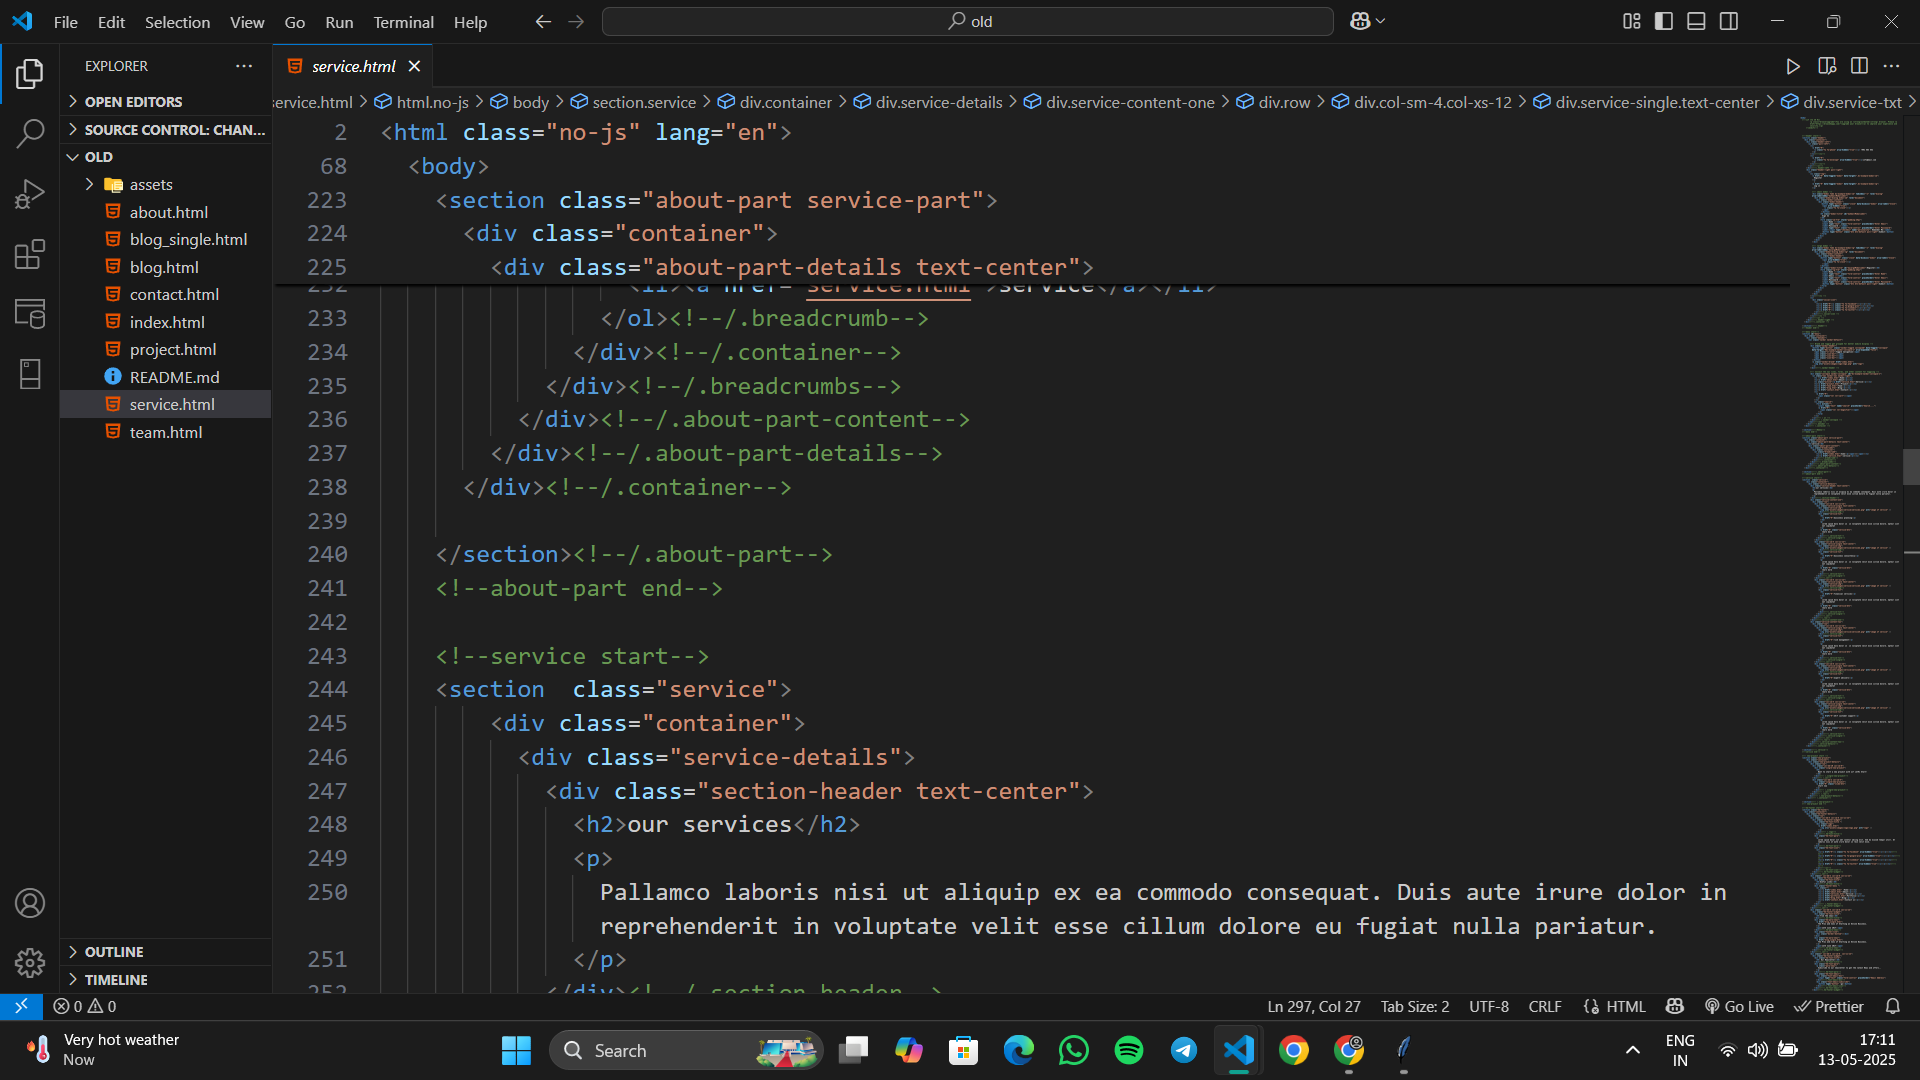 File Edit Selection View Go Run Terminal Help
old
EXPLORER
service.html
OPEN EDITORS
SOURCE CONTROL: CHAN...
OLD
assets
about.html
blog_single.html
blog.html
contact.html
index.html
project.html
README.md
service.html
team.html
OUTLINE
TIMELINE
service.html > html.no-js > body > section.service > div.container > div.service-details > div.service-content-one > div.row > div.col-sm-4.col-xs-12 > div.service-single.text-center > div.service-txt >
2 <html class="no-js" lang="en">
68 <body>
223 <section class="about-part service-part">
224 <div class="container">
225 <div class="about-part-details text-center">
232 <li><a href="service.html">service</a></li>
233 </ol><!--/.breadcrumb-->
234 </div><!--/.container-->
235 </div><!--/.breadcrumbs-->
236 </div><!--/.about-part-content-->
237 </div><!--/.about-part-details-->
238 </div><!--/.container-->
239
240 </section><!--/.about-part-->
241 <!--about-part end-->
242
243 <!--service start-->
244 <section  class="service">
245 <div class="container">
246 <div class="service-details">
247 <div class="section-header text-center">
248 <h2>our services</h2>
249 <p>
250 Pallamco laboris nisi ut aliquip ex ea commodo consequat. Duis aute irure dolor in
reprehenderit in voluptate velit esse cillum dolore eu fugiat nulla pariatur.
251 </p>
252 </div><!--/.section-header-->
0 0
Ln 297, Col 27 Tab Size: 2 UTF-8 CRLF {} HTML Go Live Prettier
Very hot weather
Now
Search
ENG
IN
17:11
13-05-2025